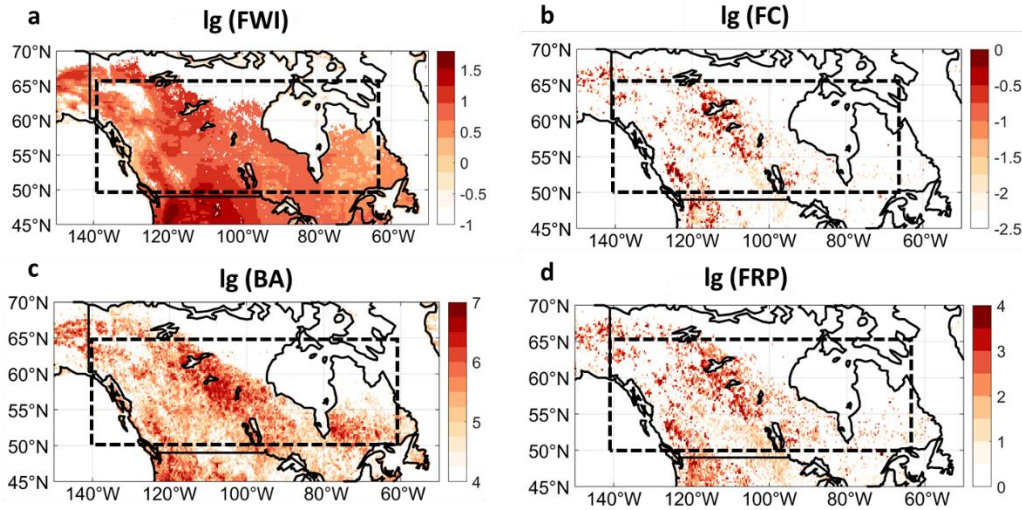 a
lg (FWI)
70°N
65°N
60°N
55°N
50°N
45°N
140°W
120°W
100°W
80°W
60°W
1.5
1
0.5
0
-0.5
-1
b
lg (FC)
70°N
65°N
60°N
55°N
50°N
45°N
140°W
120°W
100°W
80°W
60°W
0
-0.5
-1
-1.5
-2
-2.5
c
lg (BA)
70°N
65°N
60°N
55°N
50°N
45°N
140°W
120°W
100°W
80°W
60°W
7
6
5
4
d
lg (FRP)
70°N
65°N
60°N
55°N
50°N
45°N
140°W
120°W
100°W
80°W
60°W
4
3
2
1
0